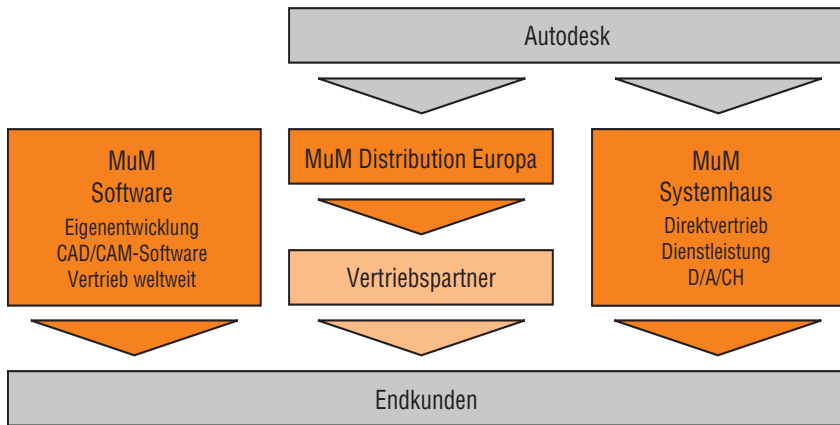 Autodesk
MuM
Software
Eigenentwicklung
CAD/CAM-Software
Vertrieb weltweit
MuM Distribution Europa
Vertriebspartner
MuM
Systemhaus
Direktvertrieb
Dienstleistung
D/A/CH
Endkunden